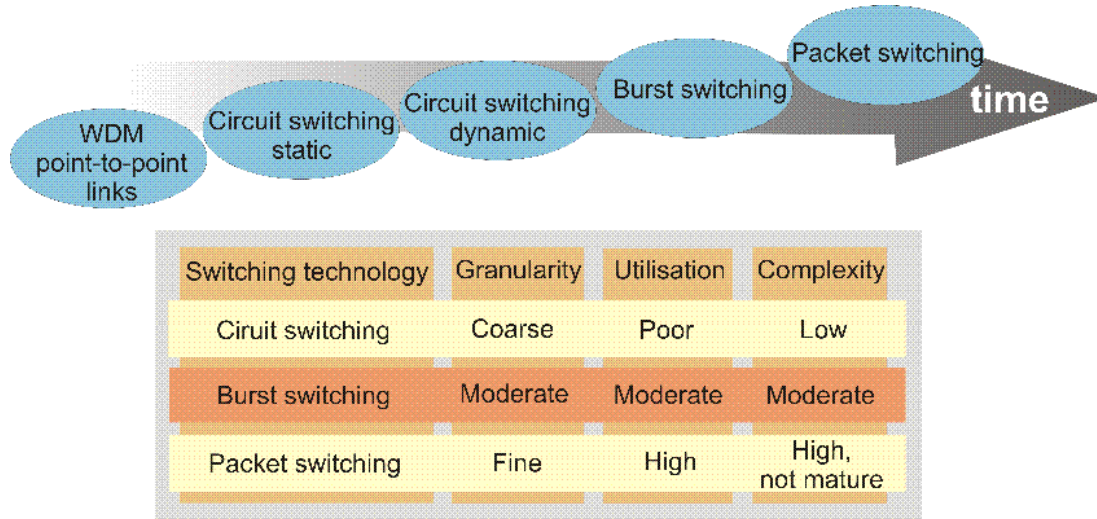 WDM
point-to-point
links
Circuit switching
static
Circuit switching
dynamic
Burst switching
Packet switching
time
Switching technology Granularity Utilisation Complexity
Ciruit switching Coarse Poor Low
Burst switching Moderate Moderate Moderate
Packet switching Fine High High,
not mature